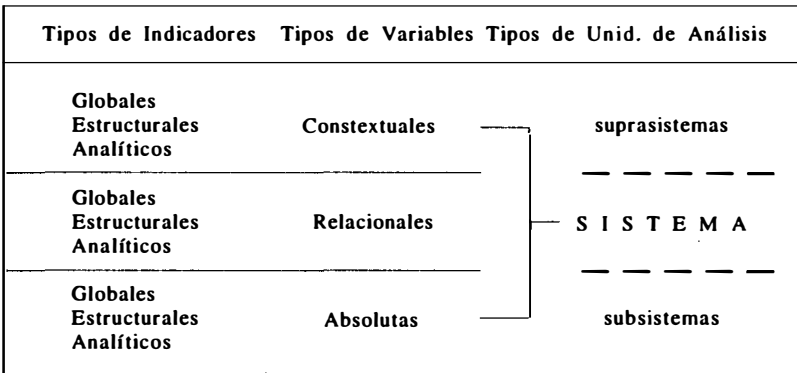 Tipos de Indicadores Tipos de Variables Tipos de Unid. de Análisis
Globales
Estructurales Constextuales suprasistemas
Analíticos
Globales
Estructurales Relacionales S I S T E M A
Analíticos
Globales
Estructurales Absolutas subsistemas
Analíticos